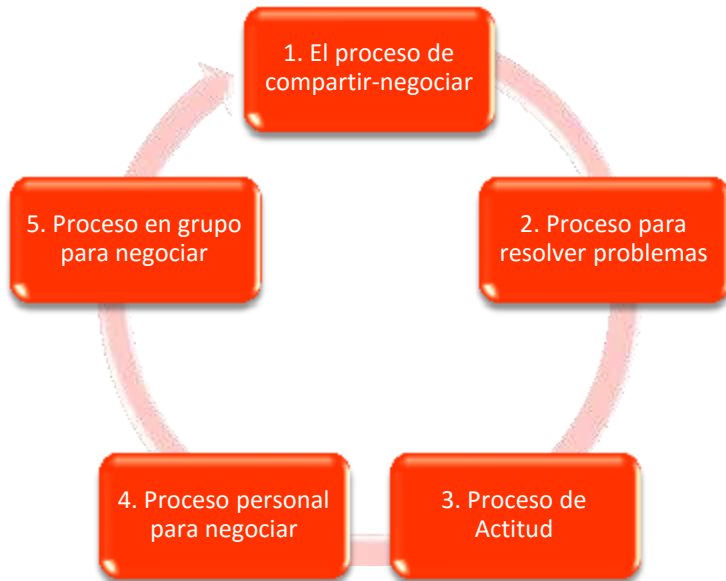 1. El proceso de
compartir-negociar
2. Proceso para
resolver problemas
3. Proceso de
Actitud
4. Proceso personal
para negociar
5. Proceso en grupo
para negociar